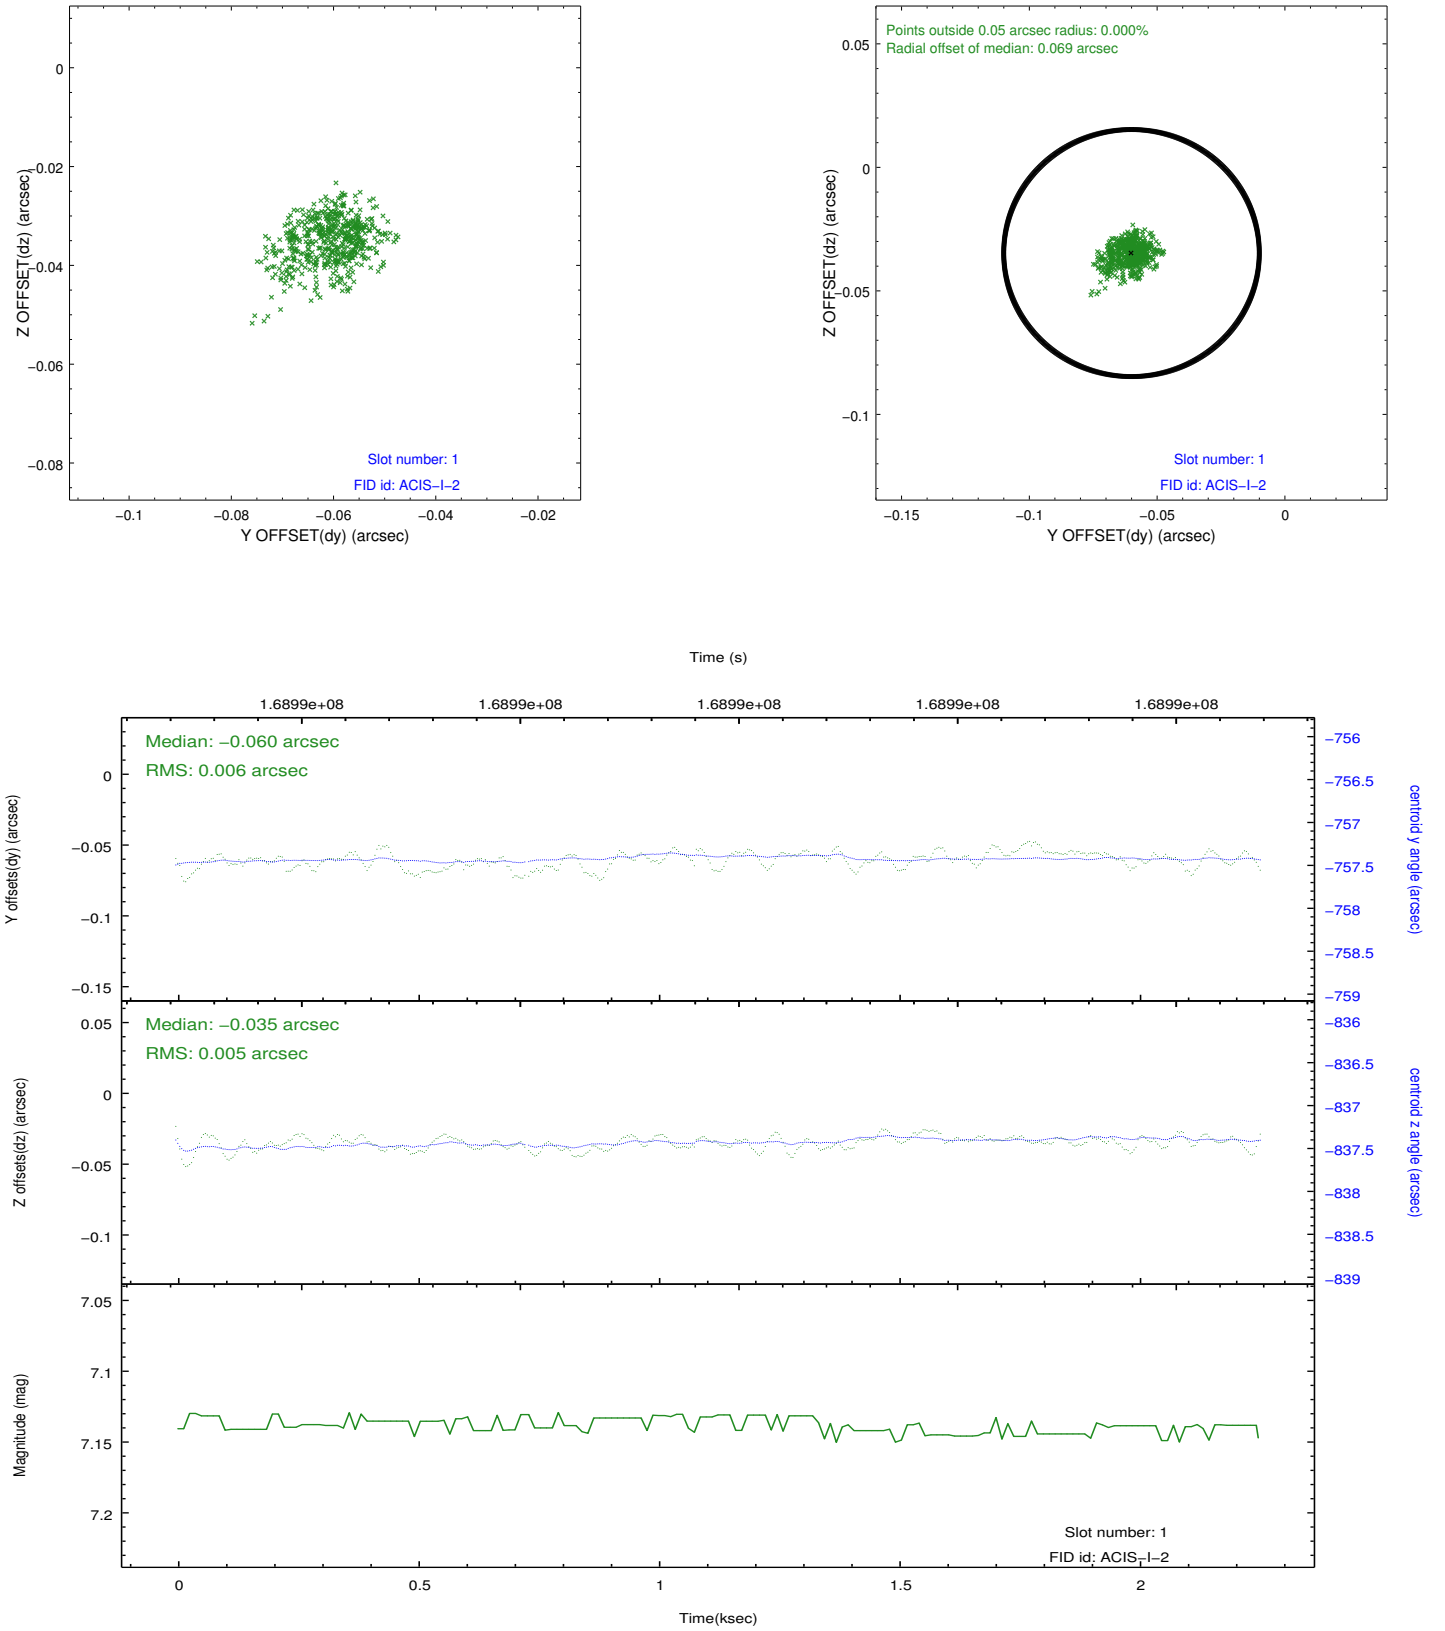 0
−0.02
−0.04
−0.06
−0.08
Z OFFSET(dz) (arcsec)
−0.1
−0.08
−0.06
−0.04
−0.02
Y OFFSET(dy) (arcsec)
Slot number: 1
FID id: ACIS−I−2
Points outside 0.05 arcsec radius: 0.000%
Radial offset of median: 0.069 arcsec
0.05
0
−0.05
−0.1
Z OFFSET(dz) (arcsec)
Slot number: 1
FID id: ACIS−I−2
−0.15
−0.1
−0.05
0
Y OFFSET(dy) (arcsec)
Time (s)
1.6899e+08
1.6899e+08
1.6899e+08
1.6899e+08
1.6899e+08
Median: −0.060 arcsec
RMS: 0.006 arcsec
0
−0.05
−0.1
−0.15
Y offsets(dy) (arcsec)
−756
−756.5
−757
−757.5
−758
−758.5
−759
centroid y angle (arcsec)
Median: −0.035 arcsec
RMS: 0.005 arcsec
0.05
0
−0.05
−0.1
Z offsets(dz) (arcsec)
−836
−836.5
−837
−837.5
−838
−838.5
−839
centroid z angle (arcsec)
7.05
7.1
7.15
7.2
Magnitude (mag)
Slot number: 1
FID id: ACIS−I−2
0
0.5
1
1.5
2
Time(ksec)